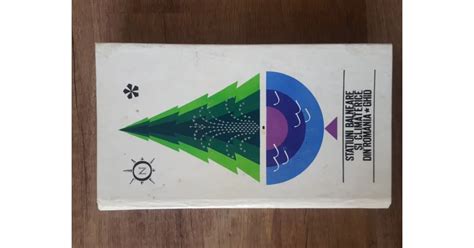 STATIUNI BALNEARE
SI CLIMATERICE
DIN ROMANIA * GHID
N